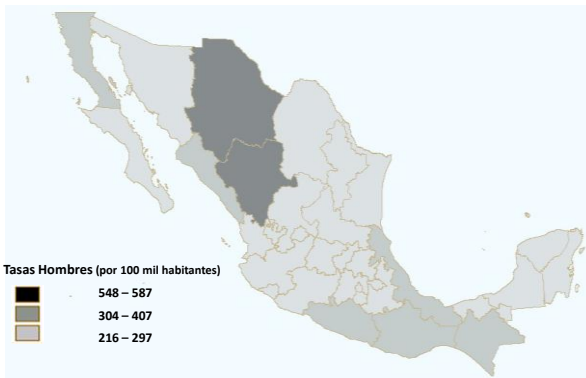 Tasas Hombres (por 100 mil habitantes)
548 – 587
304 – 407
216 – 297